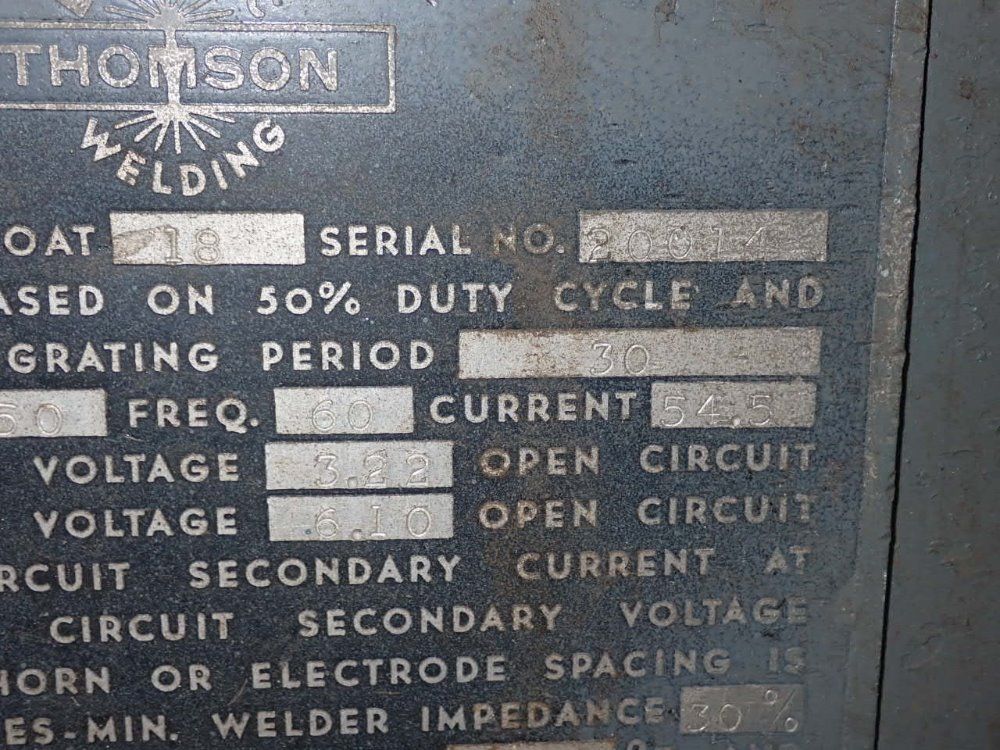 THOMSON
WELDING
OAT 18 SERIAL NO. 20014
ASED ON 50% DUTY CYCLE AND
GRATING PERIOD 30
50 FREQ. 60 CURRENT 54.5
VOLTAGE 3.22 OPEN CIRCUIT
VOLTAGE 6.10 OPEN CIRCUIT
RCUIT SECONDARY CURRENT AT
CIRCUIT SECONDARY VOLTAGE
HORN OR ELECTRODE SPACING IS
ES-MIN. WELDER IMPEDANCE 30%